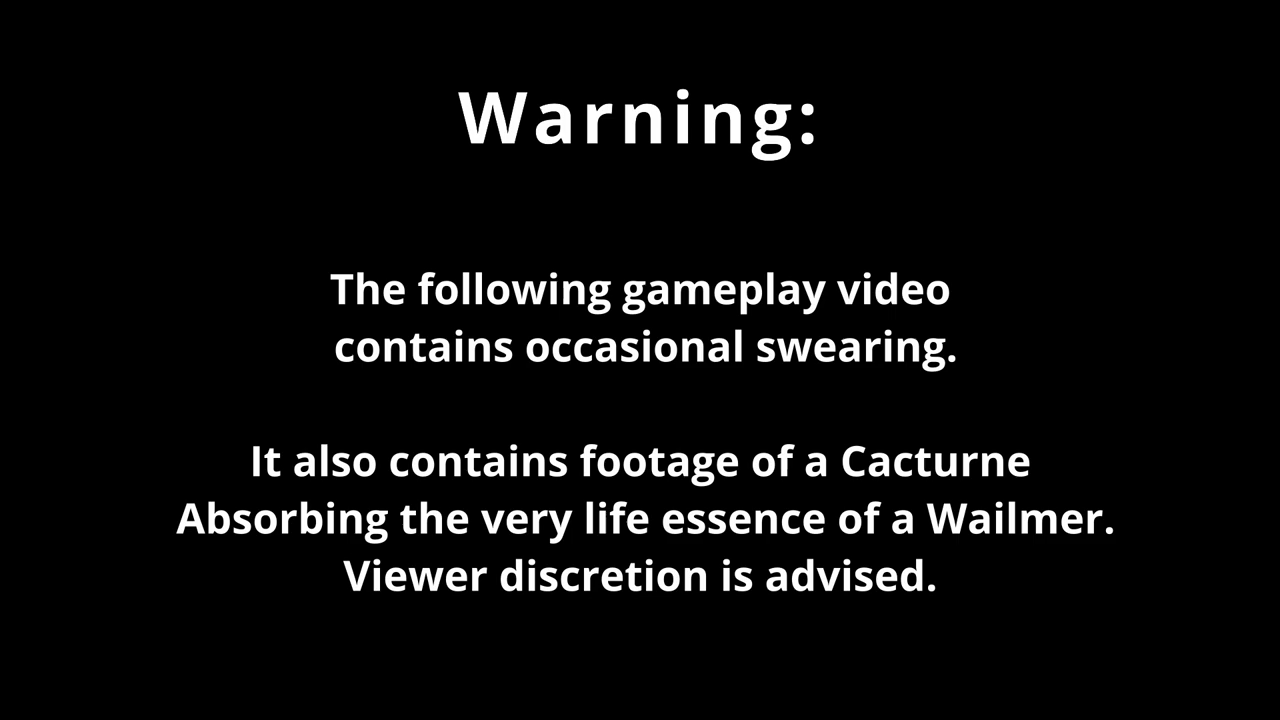 Warning:
The following gameplay video
contains occasional swearing.
It also contains footage of a Cacturne
Absorbing the very life essence of a Wailmer.
Viewer discretion is advised.